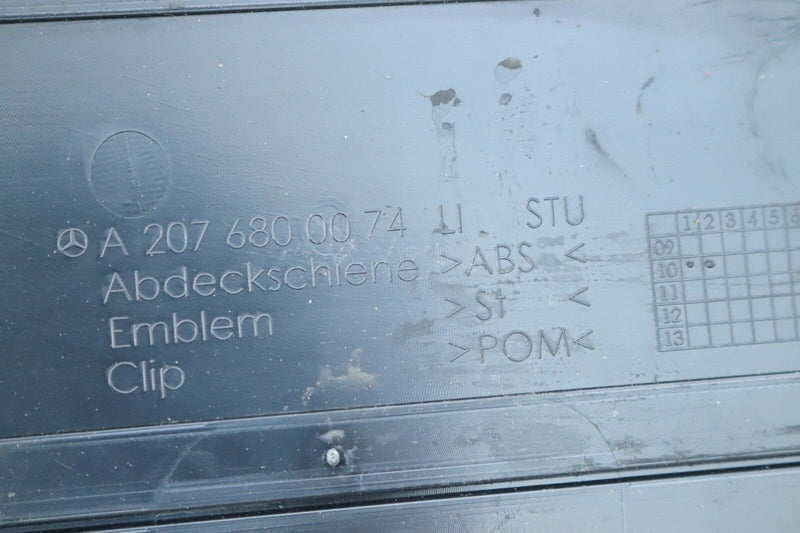 A 207 680 00 74 LI STU
Abdeckschiene >ABS <
Emblem >St <
Clip >POM<
1 2 3 4 5 6
09
10
11
12
13